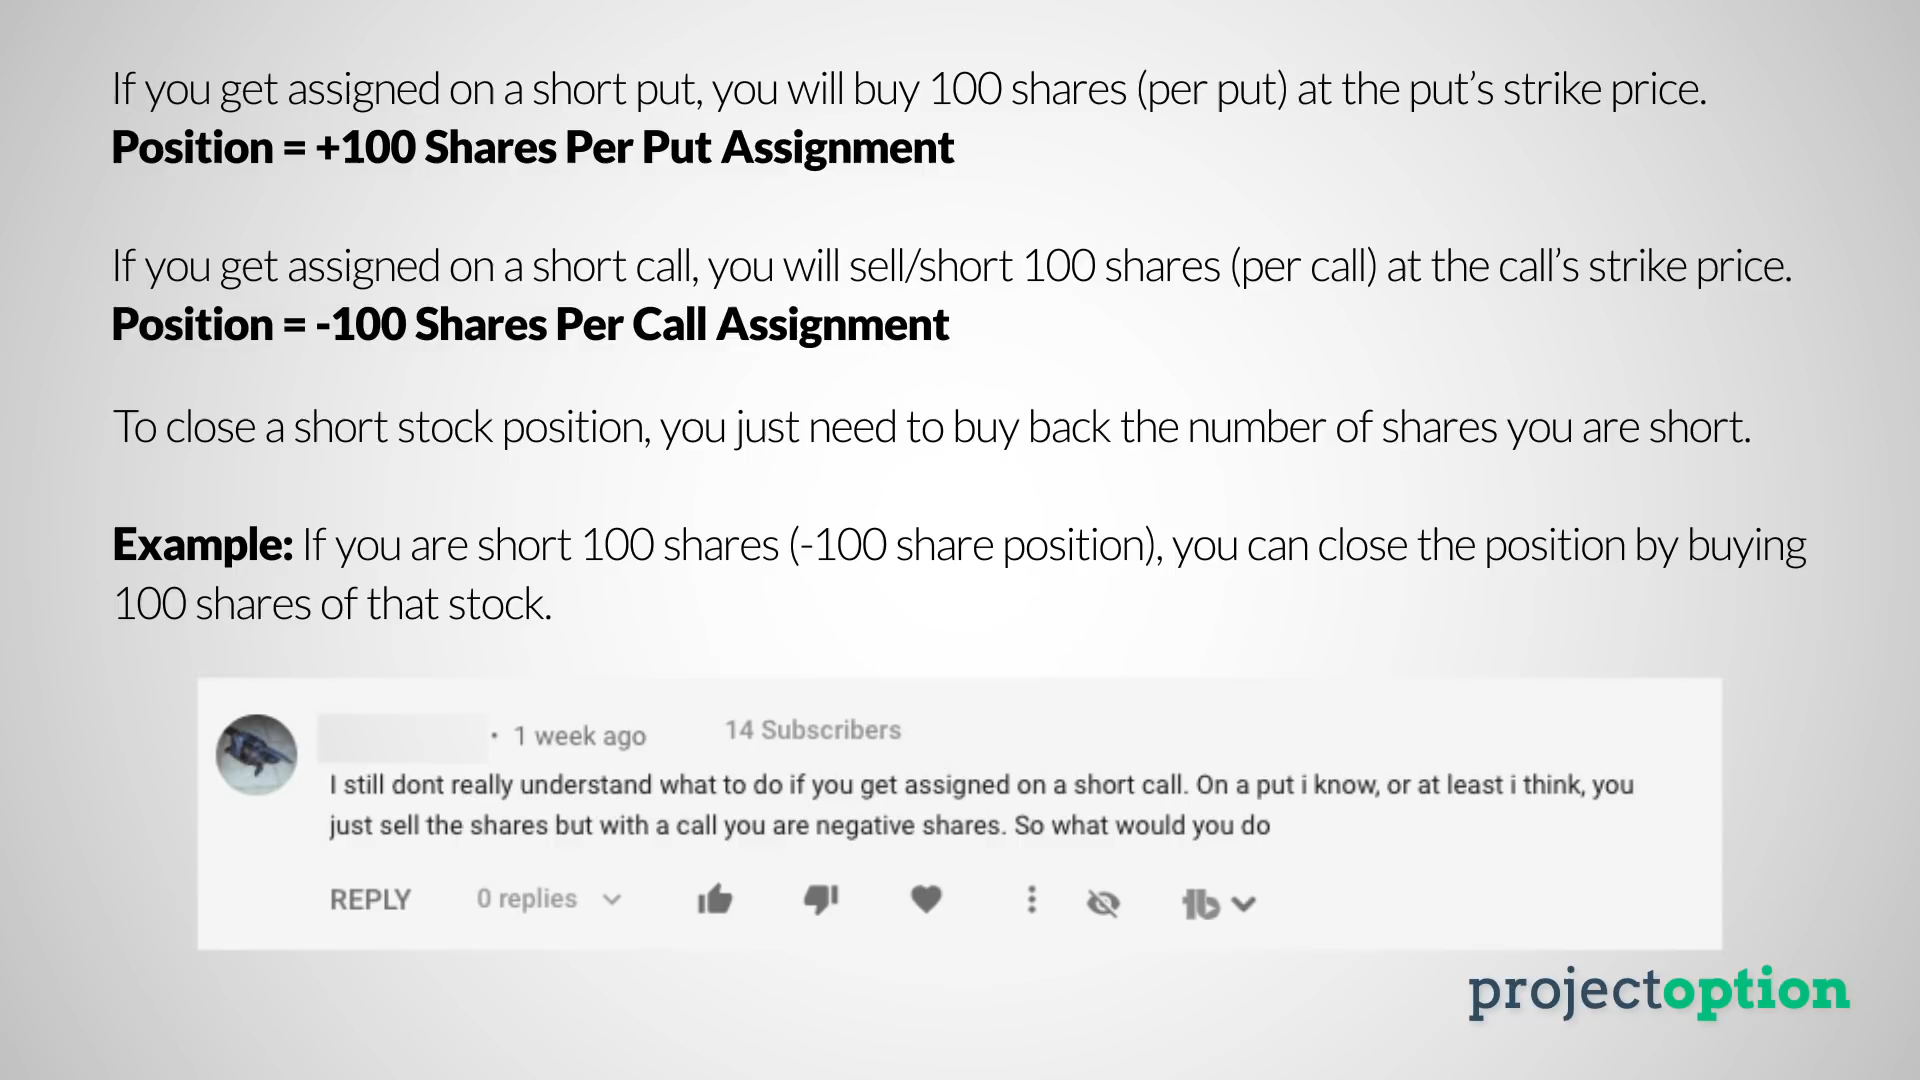 If you get assigned on a short put, you will buy 100 shares (per put) at the put’s strike price.
Position = +100 Shares Per Put Assignment
If you get assigned on a short call, you will sell/short 100 shares (per call) at the call’s strike price.
Position = -100 Shares Per Call Assignment
To close a short stock position, you just need to buy back the number of shares you are short.
Example: If you are short 100 shares (-100 share position), you can close the position by buying
100 shares of that stock.
• 1 week ago 14 Subscribers
I still dont really understand what to do if you get assigned on a short call. On a put i know, or at least i think, you
just sell the shares but with a call you are negative shares. So what would you do
REPLY 0 replies
projectoption